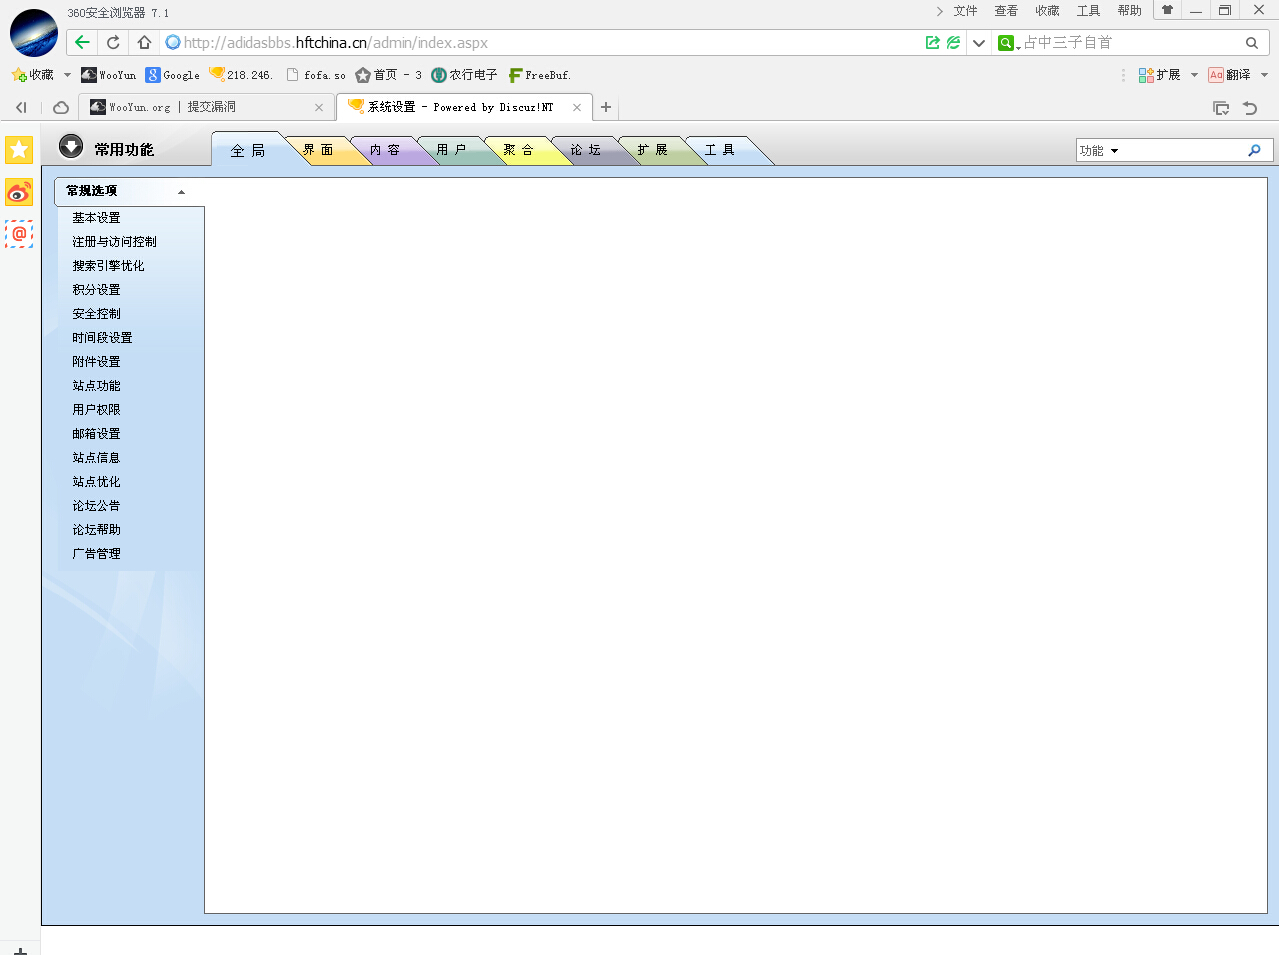 360安全浏览器 7.1
文件 查看 收藏 工具 帮助
http://adidasbbs.hftchina.cn/admin/index.aspx
占中三子自首
收藏 WooYun Google 218.246. fofa.so 首页 - 3 农行电子 FreeBuf. 扩展 翻译
WooYun.org | 提交漏洞
系统设置 - Powered by Discuz!NT
常用功能
全局 界面 内容 用户 聚合 论坛 扩展 工具
功能
常规选项
基本设置
注册与访问控制
搜索引擎优化
积分设置
安全控制
时间段设置
附件设置
站点功能
用户权限
邮箱设置
站点信息
站点优化
论坛公告
论坛帮助
广告管理